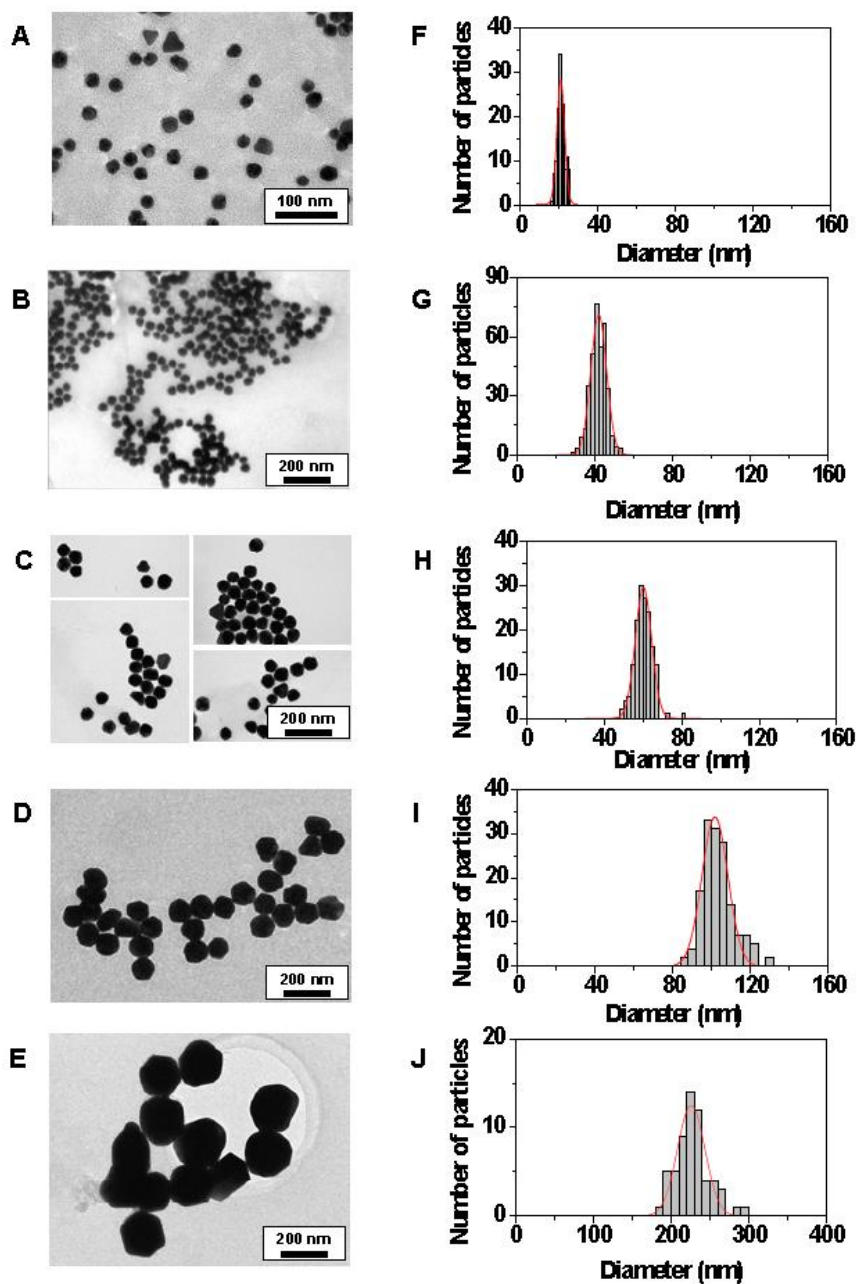 A
100 nm
F
Number of particles
40
30
20
10
0
0 40 80 120 160
Diameter (nm)
B
200 nm
G
Number of particles
90
60
30
0
0 40 80 120 160
Diameter (nm)
C
200 nm
H
Number of particles
40
30
20
10
0
0 40 80 120 160
Diameter (nm)
D
200 nm
I
Number of particles
40
30
20
10
0
0 40 80 120 160
Diameter (nm)
E
200 nm
J
Number of particles
20
10
0
0 100 200 300 400
Diameter (nm)